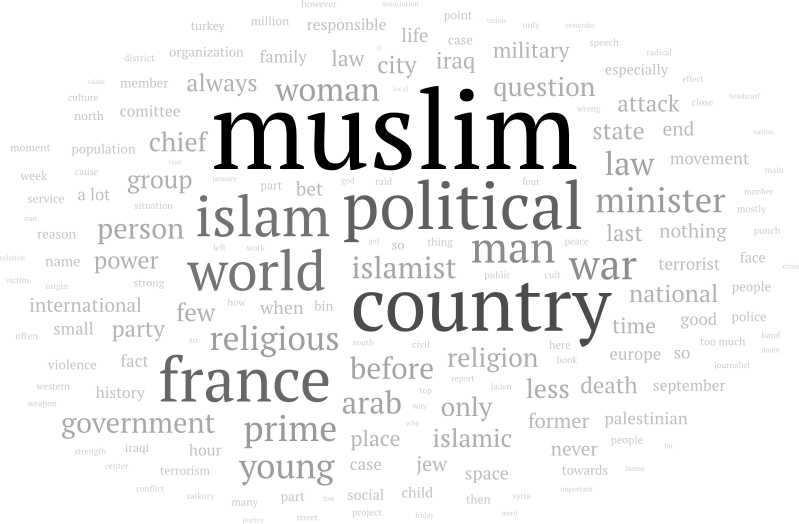 however association
point
turkey million responsible union only yesterday
life case speech
district organization family law if military radical
city iraq especially
value member always woman local question effect
culture headscarf
north comittee wrong attack close
muslim
chief state end nation
moment population true law movement main
week cause group january part bet god raid four number
service a lot political minister mostly
situation islam
iran reason person left work girl so thing man peace last nothing punch
relation name power world islamist public cult war terrorist face crisis
victim origin strong country national people
international few how when bin
often small party so south civil time good police
religious here too much hand
violence fact before religion book europe so doubt
western france report journalist
weapon history top laden less death september
arab way only
government prime why former palestinian
place islamic
strength iraqi hour never people far
center terrorism young case jew space towards house
conflict sarkozy important
many part five social child then syria
justice street project friday word